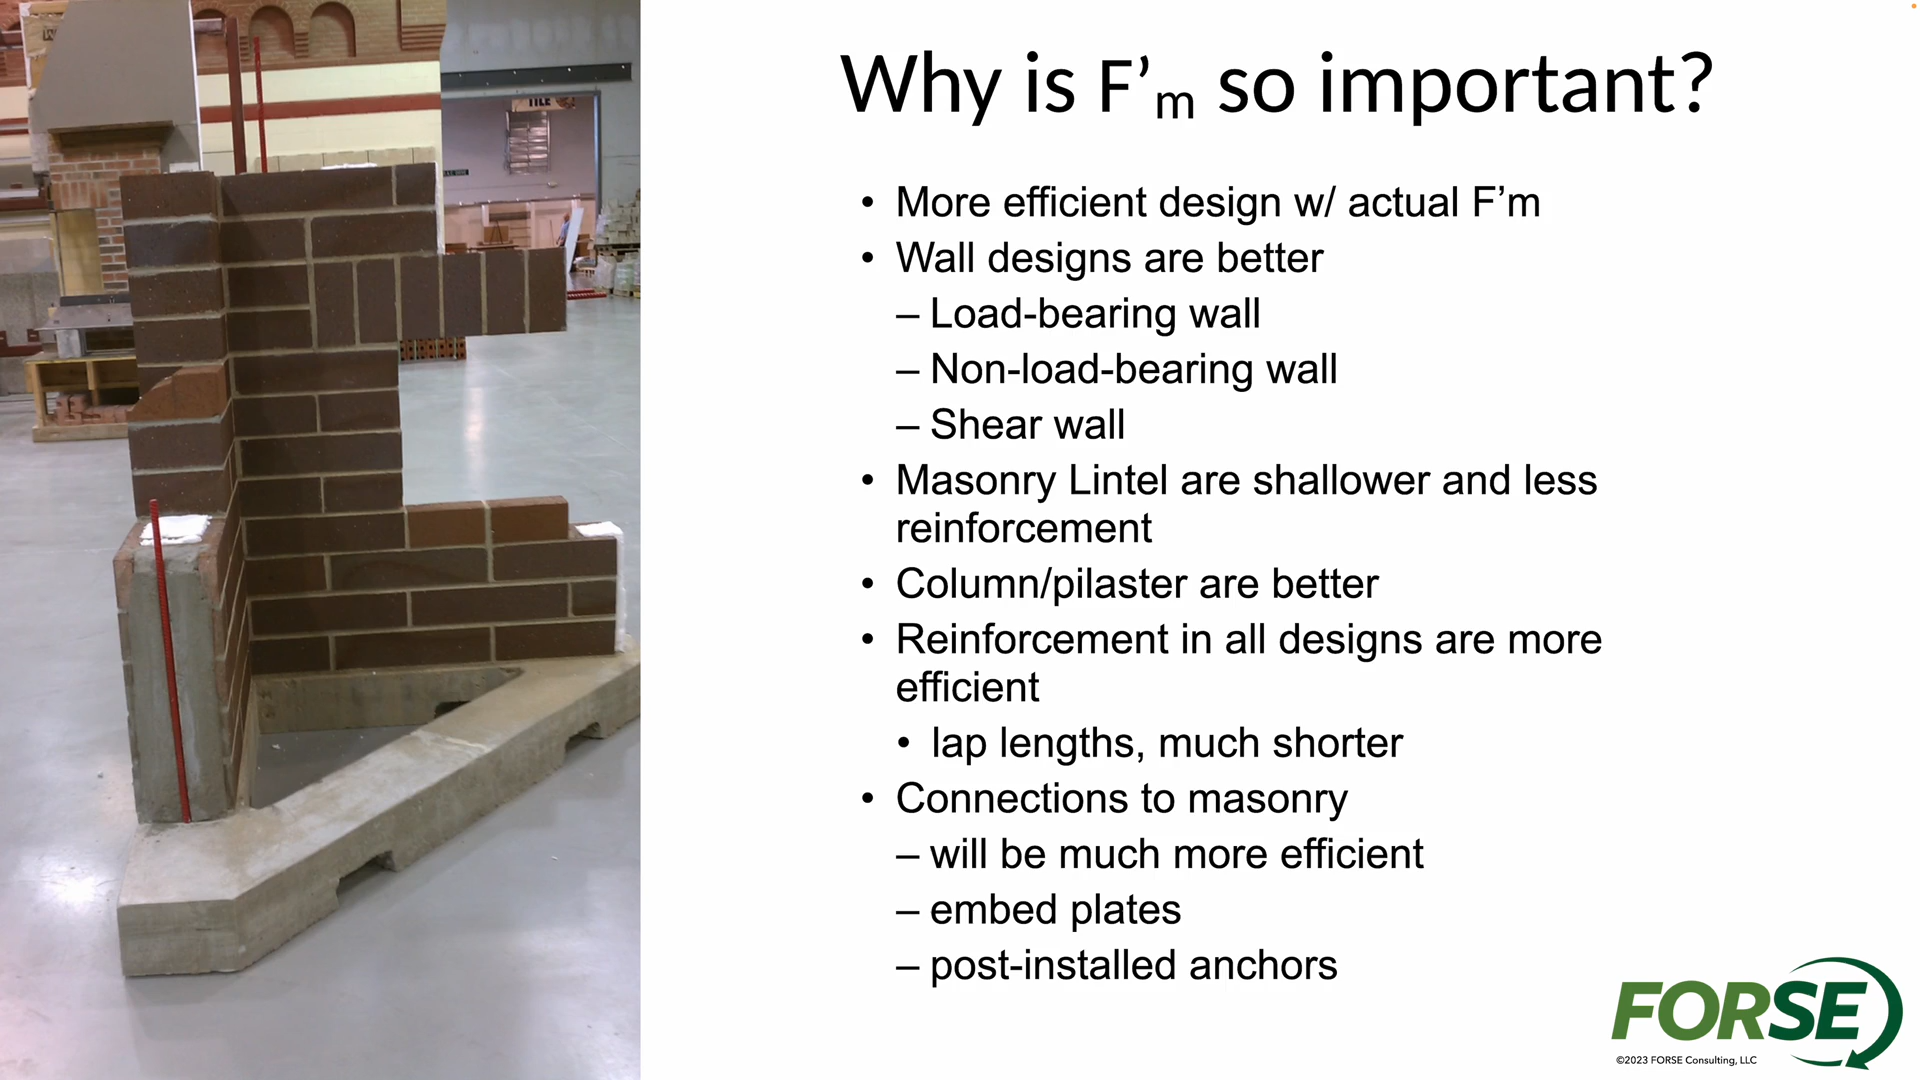 Why is F’m so important?
• More efficient design w/ actual F’m
• Wall designs are better
– Load-bearing wall
– Non-load-bearing wall
– Shear wall
• Masonry Lintel are shallower and less
reinforcement
• Column/pilaster are better
• Reinforcement in all designs are more
efficient
• lap lengths, much shorter
• Connections to masonry
– will be much more efficient
– embed plates
– post-installed anchors
FORSE
©2023 FORSE Consulting, LLC
TILE